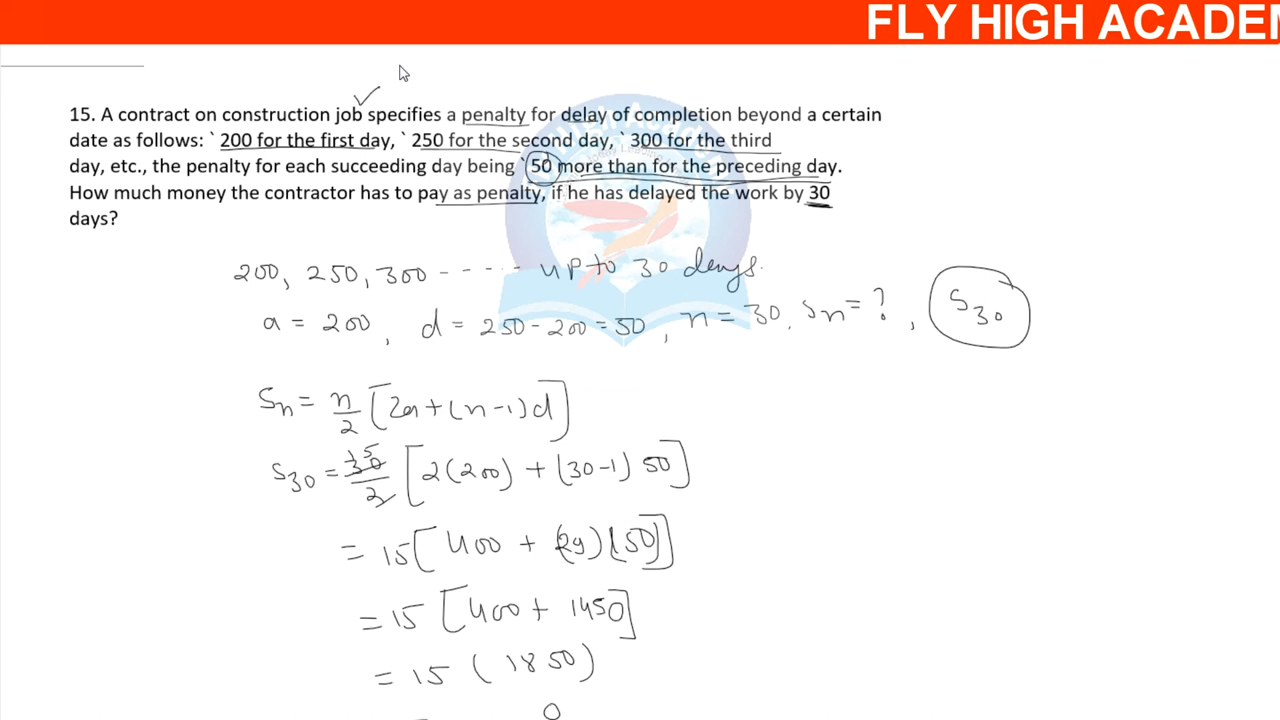 FLY HIGH ACADEM
15. A contract on construction job specifies a penalty for delay of completion beyond a certain
date as follows: `200 for the first day, `250 for the second day, `300 for the third
day, etc., the penalty for each succeeding day being `50 more than for the preceding day.
How much money the contractor has to pay as penalty, if he has delayed the work by 30
days?
200, 250, 300 - - - - - up to 30 days.
a = 200 , d = 250 - 200 = 50 , n = 30, Sn = ? , S30
Sn = n/2 [2a + (n - 1)d]
S30 = 30/2 [2(200) + (30-1) 50]
15
= 15 [400 + (29)(50)]
= 15 [400 + 1450]
= 15 (1850)